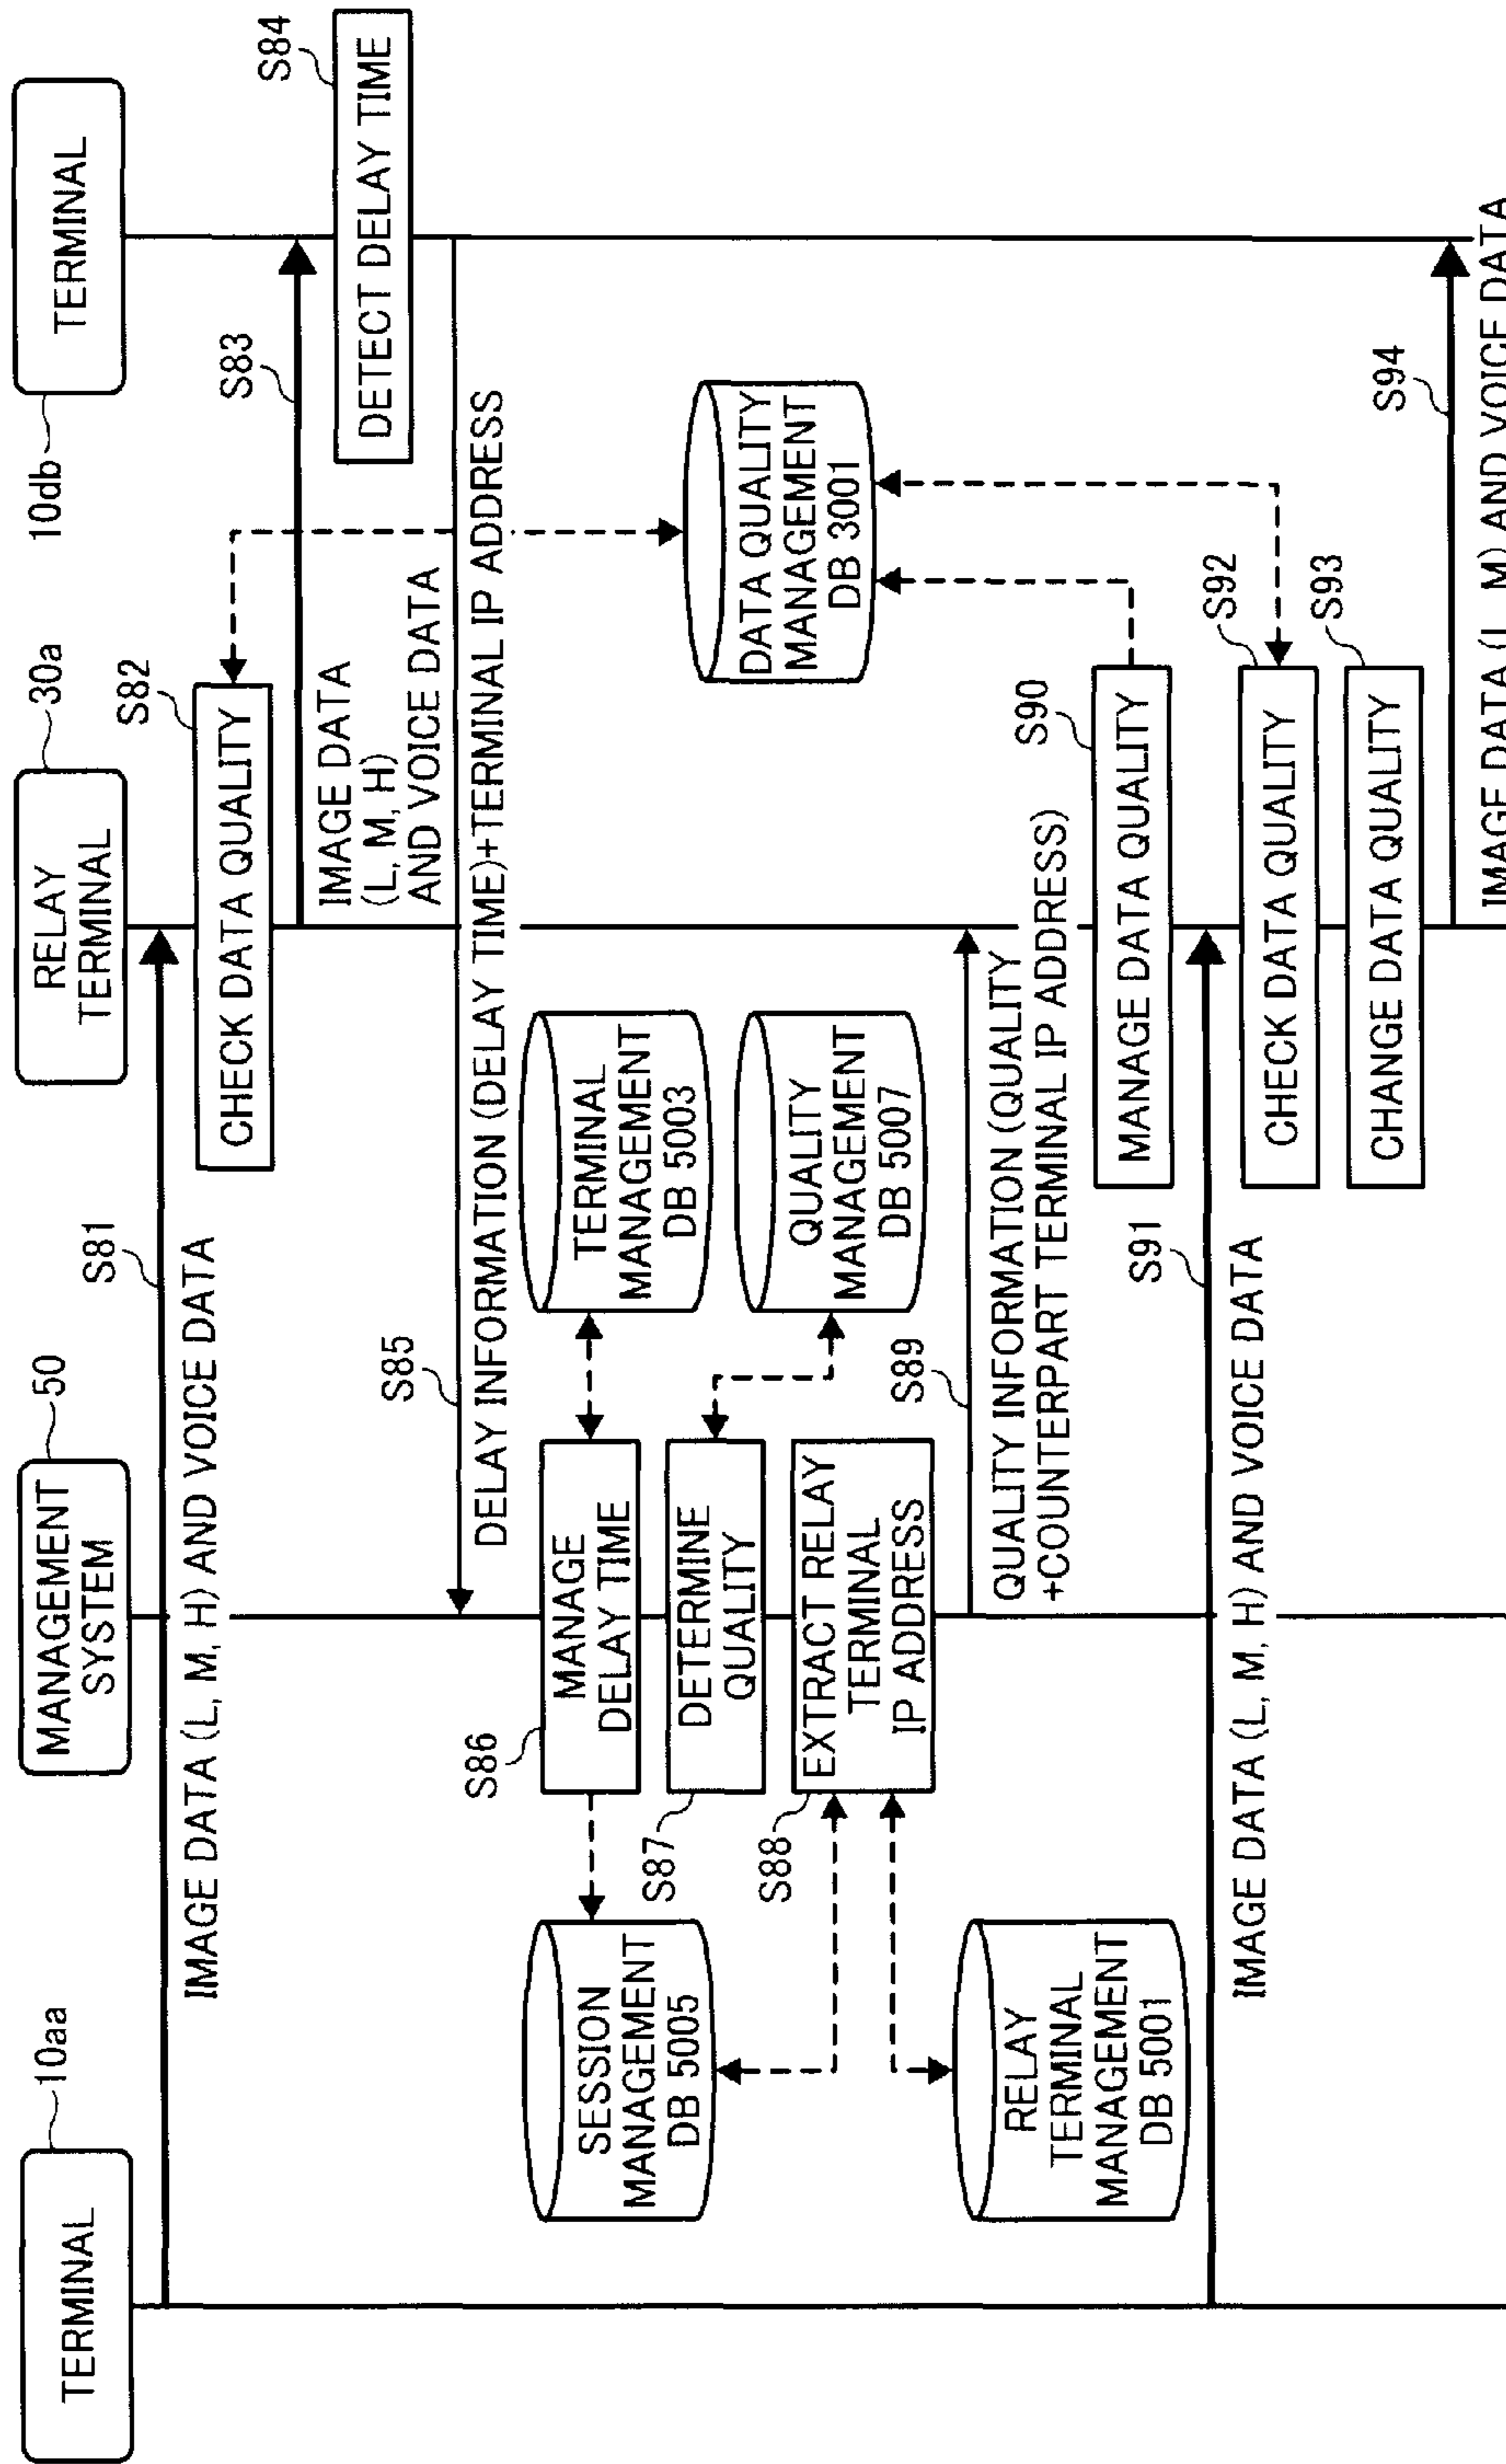 TERMINAL
10aa
MANAGEMENT
SYSTEM
50
RELAY
TERMINAL
30a
TERMINAL
10db
S81
IMAGE DATA (L, M, H) AND VOICE DATA
S82
CHECK DATA QUALITY
S83
IMAGE DATA
(L, M, H)
AND VOICE DATA
S84
DETECT DELAY TIME
S85
DELAY INFORMATION (DELAY TIME)+TERMINAL IP ADDRESS
S86
MANAGE
DELAY TIME
SESSION
MANAGEMENT
DB 5005
TERMINAL
MANAGEMENT
DB 5003
S87
DETERMINE
QUALITY
QUALITY
MANAGEMENT
DB 5007
DATA QUALITY
MANAGEMENT
DB 3001
S88
EXTRACT RELAY
TERMINAL
IP ADDRESS
RELAY
TERMINAL
MANAGEMENT
DB 5001
S89
QUALITY INFORMATION (QUALITY
+COUNTERPART TERMINAL IP ADDRESS)
S90
MANAGE DATA QUALITY
S91
IMAGE DATA (L, M, H) AND VOICE DATA
S92
CHECK DATA QUALITY
S93
CHANGE DATA QUALITY
S94
IMAGE DATA (L, M) AND VOICE DATA